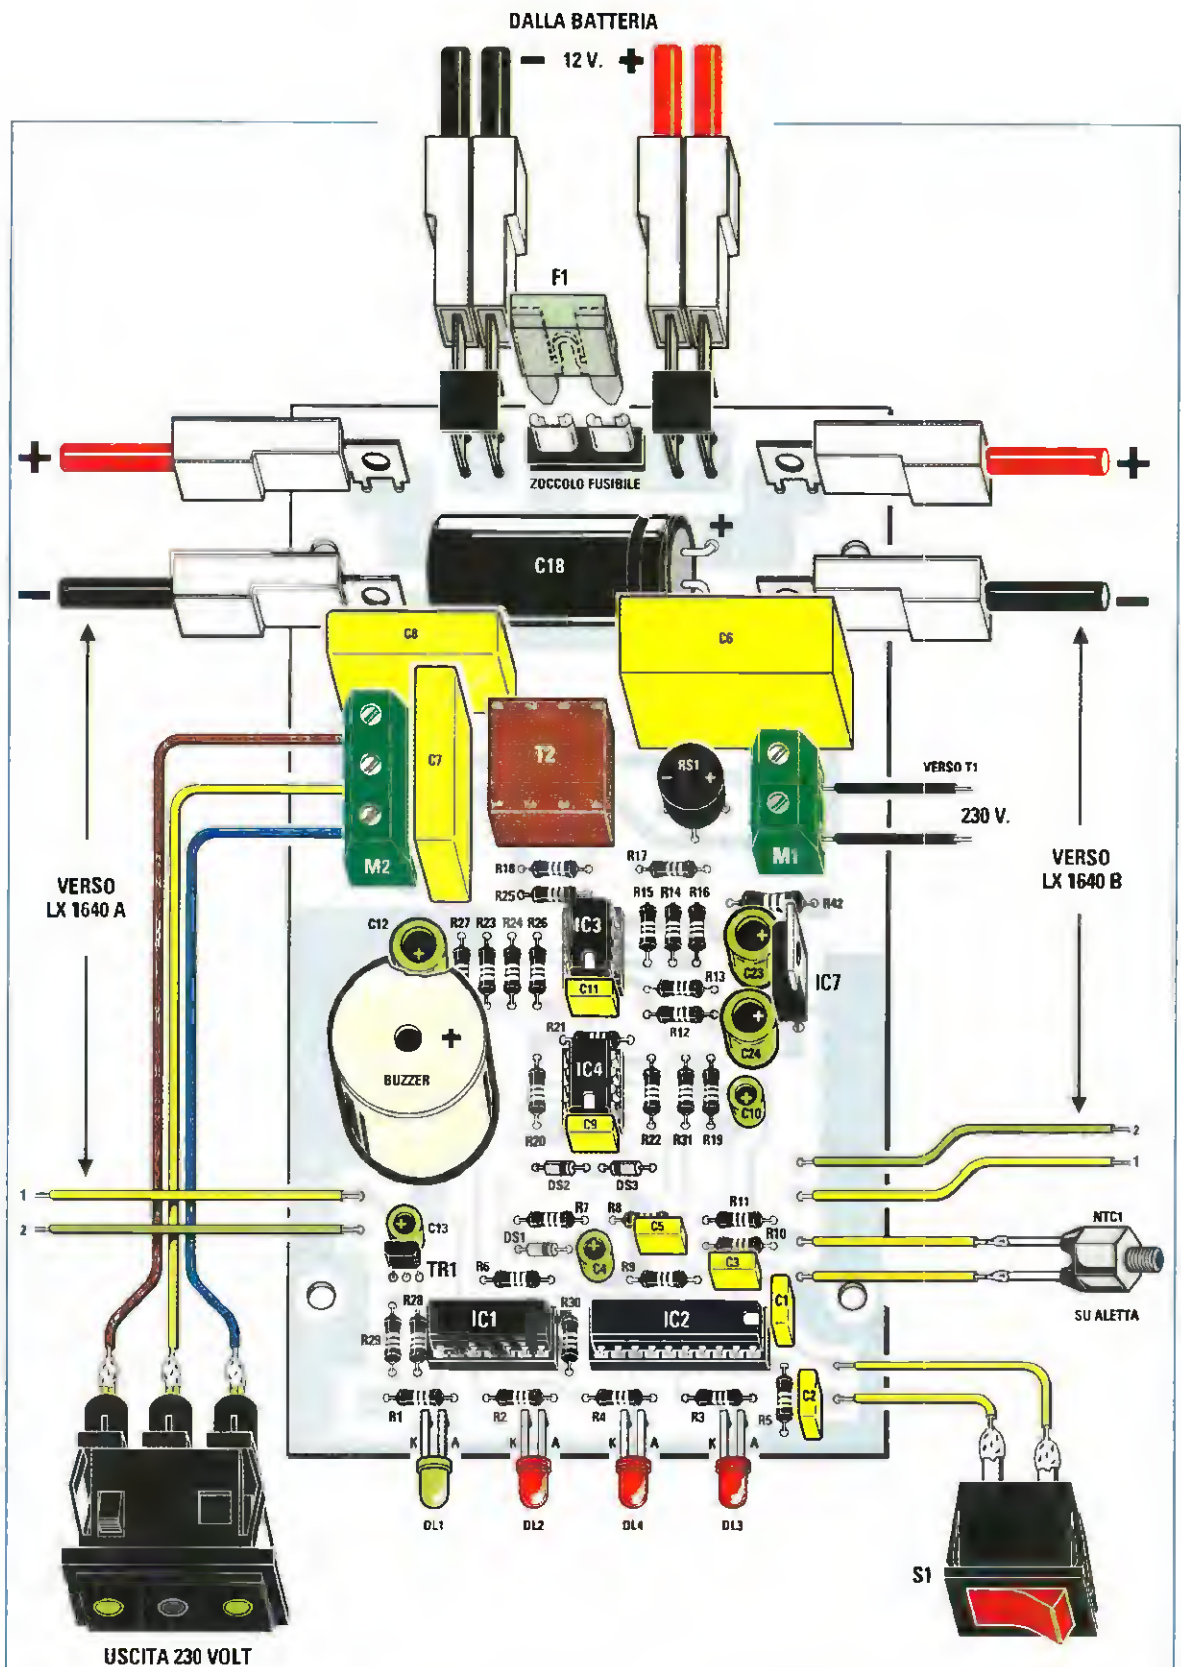 DALLA BATTERIA
− 12 V. +
F1
ZOCCOLO FUSIBILE
+ +
+
C18
− −
C8 C6
C7 T2 RS1
− +
VERSO T1
230 V.
M2 M1
VERSO
LX 1640 A
VERSO
LX 1640 B
R18 R17
R25 R15 R14 R16 R42
C12 R27 R23 R24 R26 IC3
+ +
C23 IC7
C11 R13
R12
+
BUZZER
R21 +
C24
IC4
+
C10
C9
R20 R22 R31 R19
DS2 DS3
2
1
1
2
C13 R7 R8 R11
C5 R10
DS1 C4 C3
NTC1
TR1 R6 R9
C1
SU ALETTA
R28 IC1 R30 IC2
R29
R1 R2 R4 R3 R5 C2
K A K A K A K A
DL1 DL2 DL4 DL3
S1
USCITA 230 VOLT